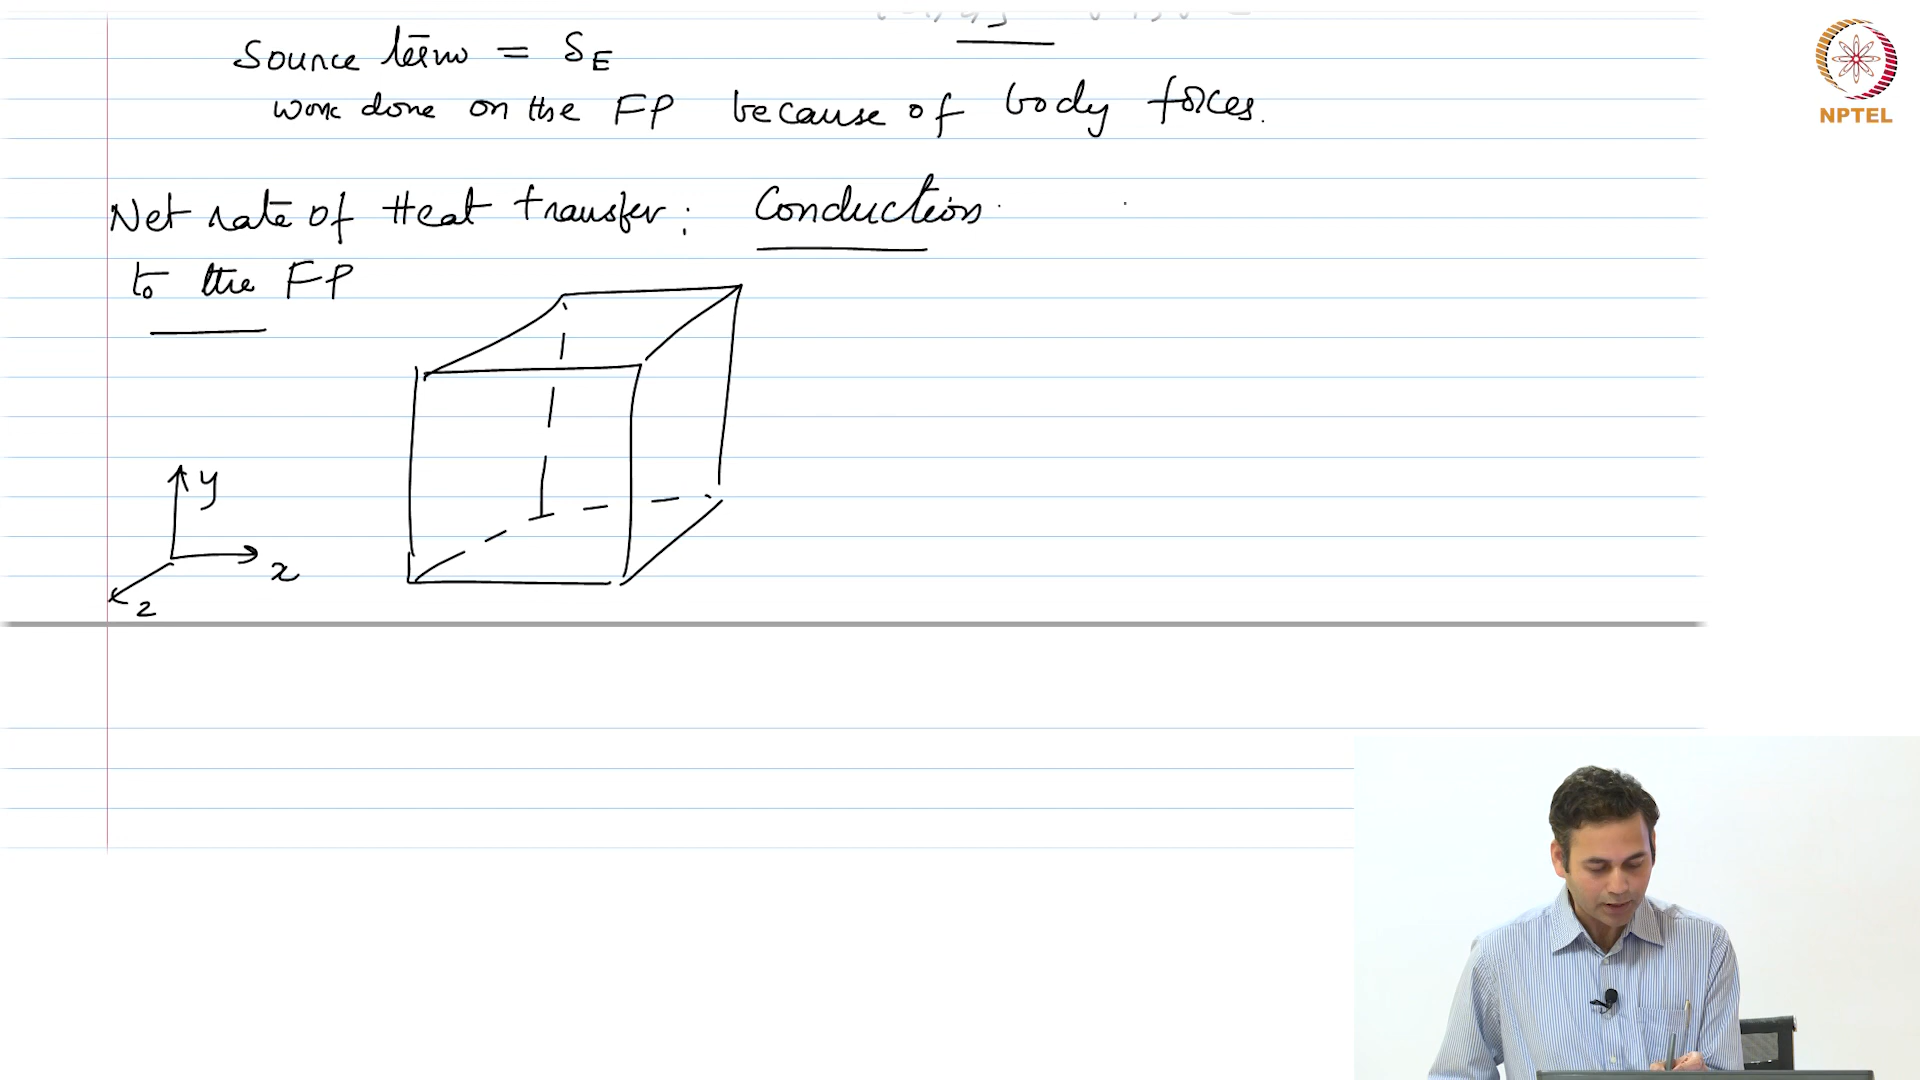 Source term = SE
NPTEL
work done on the FP because of body forces.
Net rate of Heat transfer: Conduction
to the FP
y
x
z